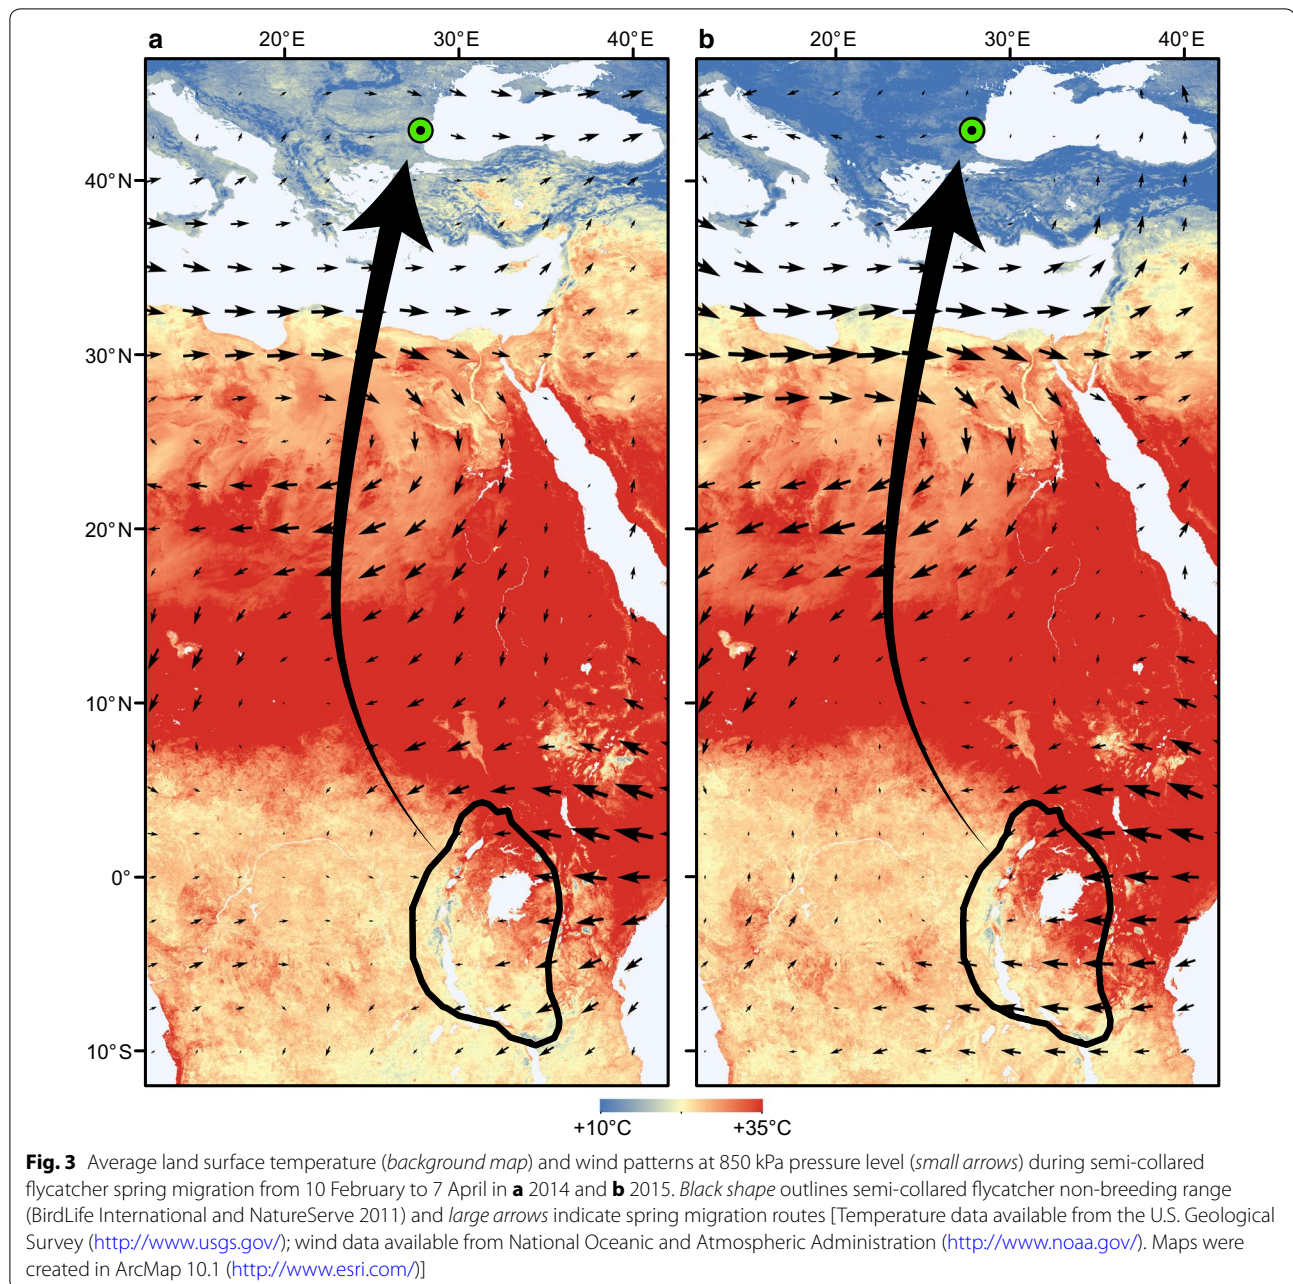 a
b
20°E 30°E 40°E 20°E 30°E 40°E
40°N
30°N
20°N
10°N
0°
10°S
+10°C +35°C
Fig. 3 Average land surface temperature (background map) and wind patterns at 850 kPa pressure level (small arrows) during semi-collared
flycatcher spring migration from 10 February to 7 April in a 2014 and b 2015. Black shape outlines semi-collared flycatcher non-breeding range
(BirdLife International and NatureServe 2011) and large arrows indicate spring migration routes [Temperature data available from the U.S. Geological
Survey (http://www.usgs.gov/); wind data available from National Oceanic and Atmospheric Administration (http://www.noaa.gov/). Maps were
created in ArcMap 10.1 (http://www.esri.com/)]